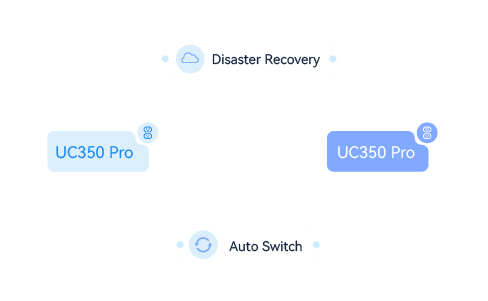 Disaster Recovery
UC350 Pro
UC350 Pro
Auto Switch